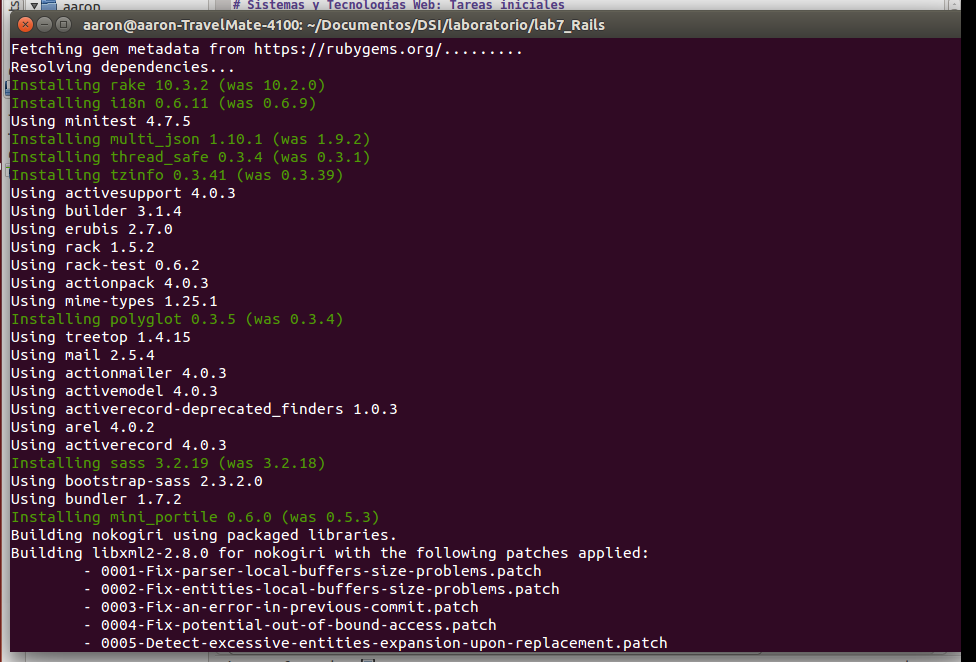 aaron
# Sistemas y Tecnologías Web: Tareas iniciales
aaron@aaron-TravelMate-4100: ~/Documentos/DSI/laboratorio/lab7_Rails
Fetching gem metadata from https://rubygems.org/.........
Resolving dependencies...
Installing rake 10.3.2 (was 10.2.0)
Installing i18n 0.6.11 (was 0.6.9)
Using minitest 4.7.5
Installing multi_json 1.10.1 (was 1.9.2)
Installing thread_safe 0.3.4 (was 0.3.1)
Installing tzinfo 0.3.41 (was 0.3.39)
Using activesupport 4.0.3
Using builder 3.1.4
Using erubis 2.7.0
Using rack 1.5.2
Using rack-test 0.6.2
Using actionpack 4.0.3
Using mime-types 1.25.1
Installing polyglot 0.3.5 (was 0.3.4)
Using treetop 1.4.15
Using mail 2.5.4
Using actionmailer 4.0.3
Using activemodel 4.0.3
Using activerecord-deprecated_finders 1.0.3
Using arel 4.0.2
Using activerecord 4.0.3
Installing sass 3.2.19 (was 3.2.18)
Using bootstrap-sass 2.3.2.0
Using bundler 1.7.2
Installing mini_portile 0.6.0 (was 0.5.3)
Building nokogiri using packaged libraries.
Building libxml2-2.8.0 for nokogiri with the following patches applied:
- 0001-Fix-parser-local-buffers-size-problems.patch
- 0002-Fix-entities-local-buffers-size-problems.patch
- 0003-Fix-an-error-in-previous-commit.patch
- 0004-Fix-potential-out-of-bound-access.patch
- 0005-Detect-excessive-entities-expansion-upon-replacement.patch